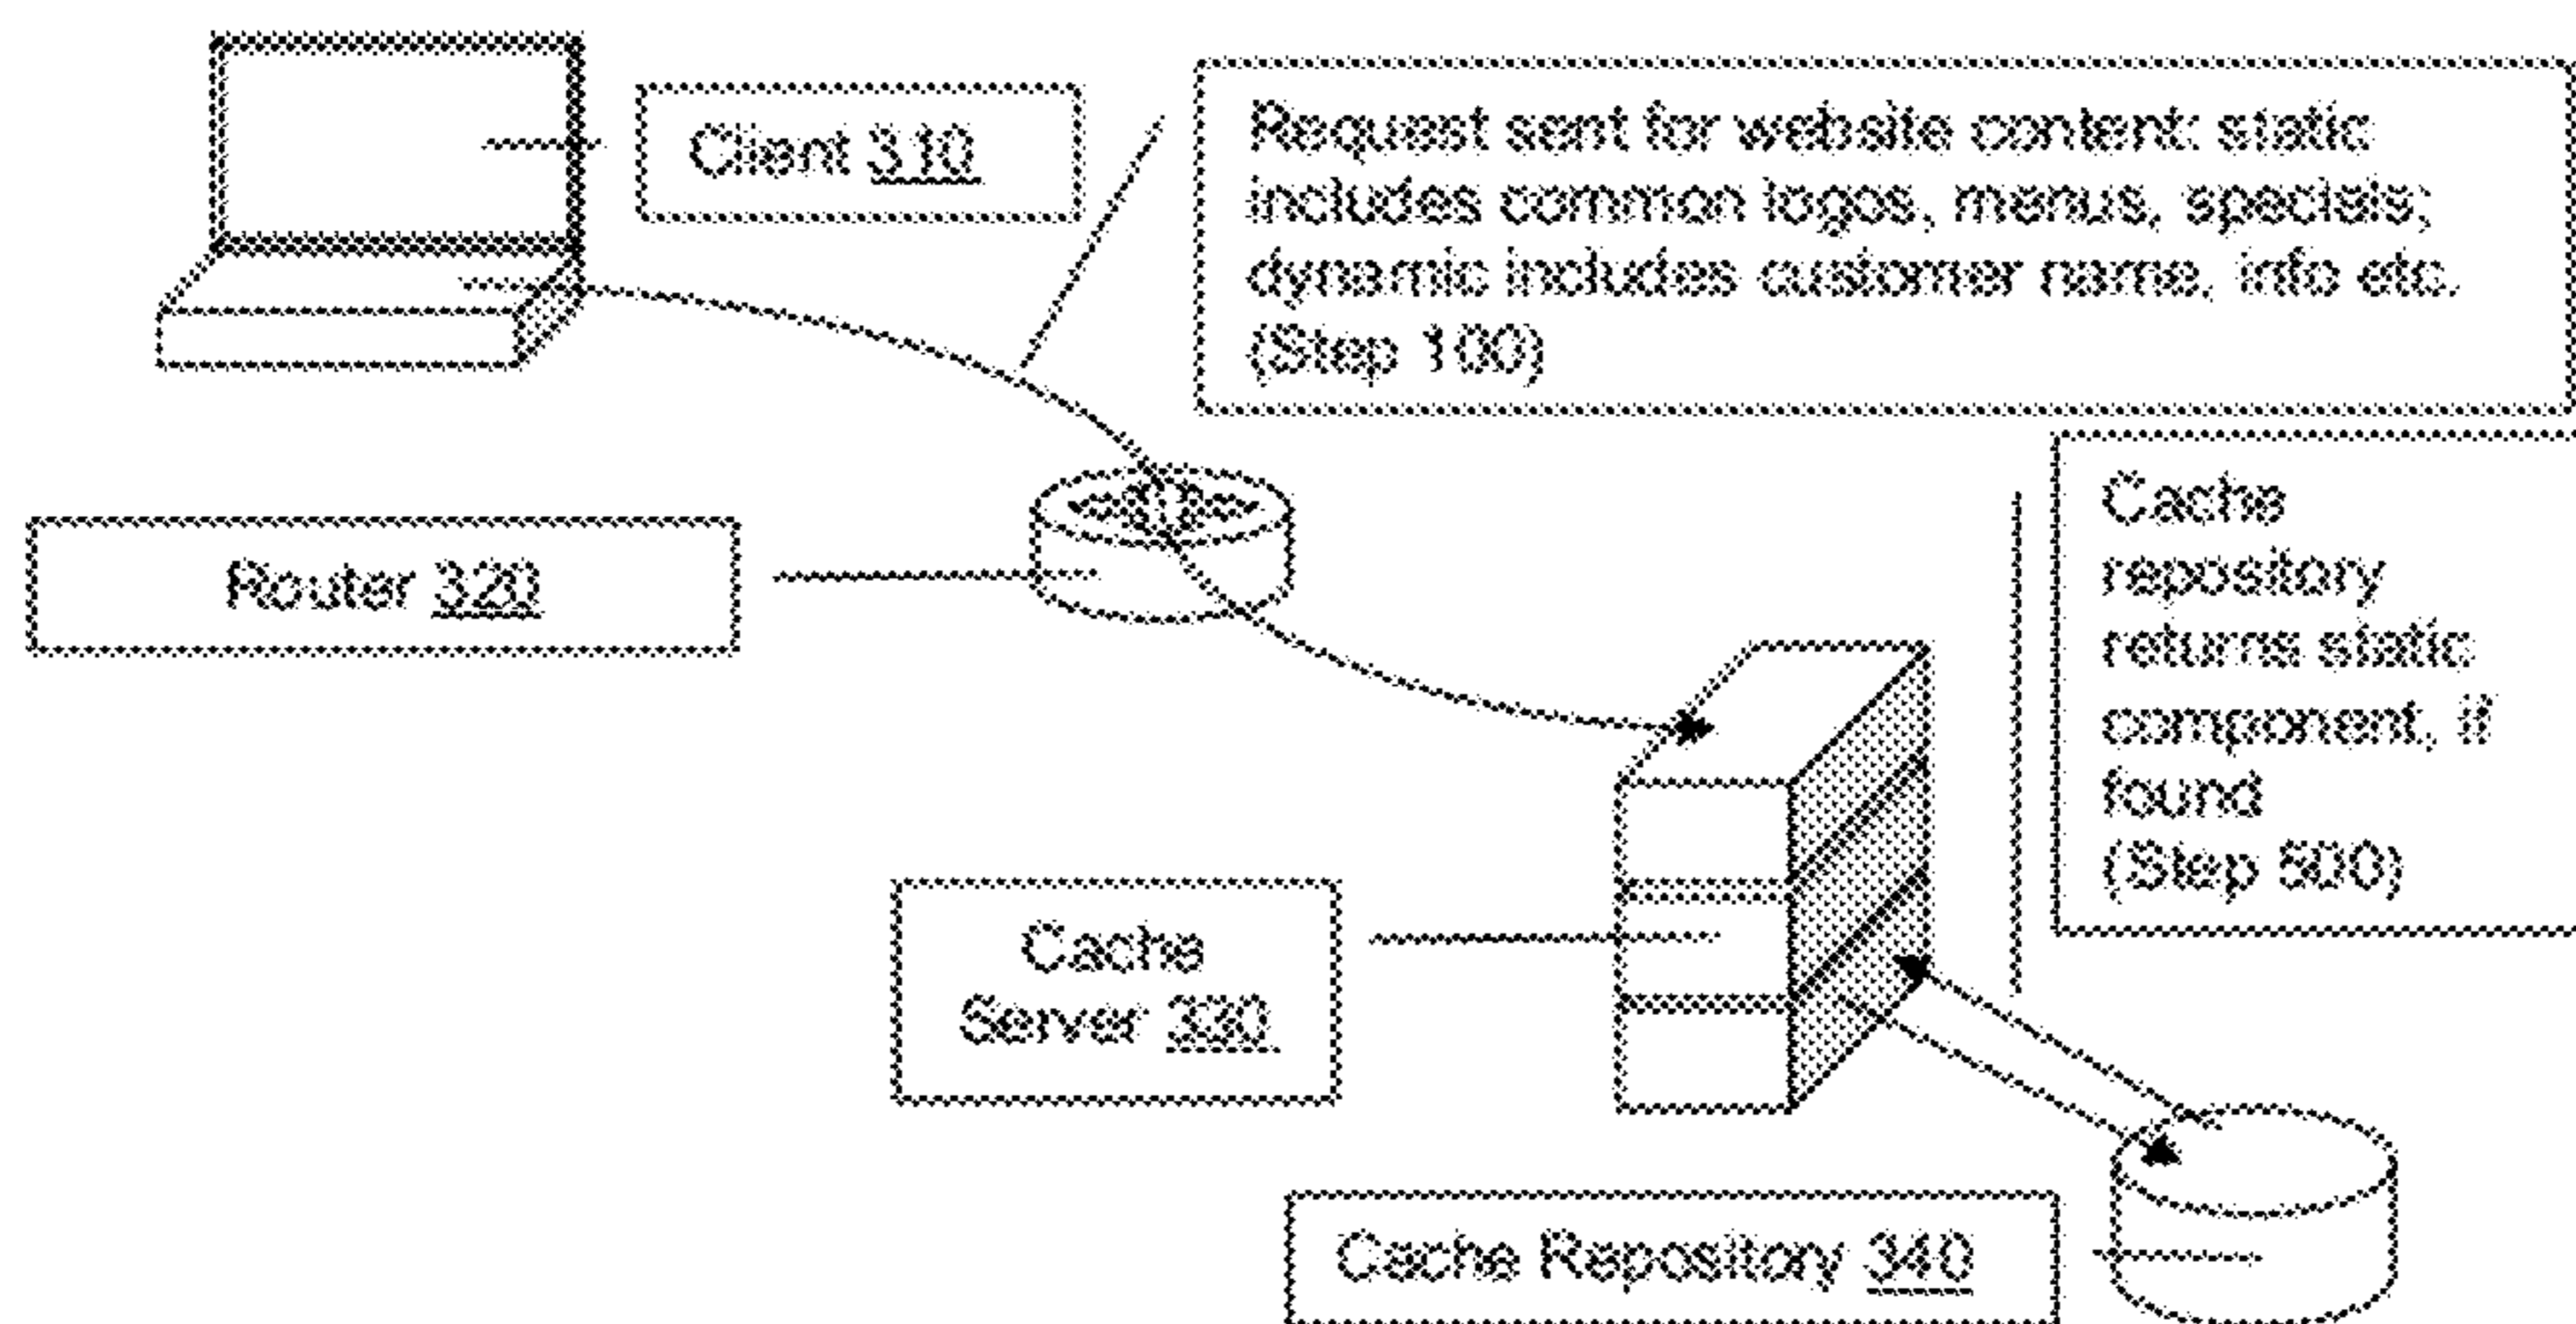 Client 310
Request sent for website content: static
includes common logos, menus, specials;
dynamic includes customer name, info etc.
(Step 100)
Router 320
Cache
repository
returns static
component, if
found
(Step 500)
Cache
Server 330
Cache Repository 340